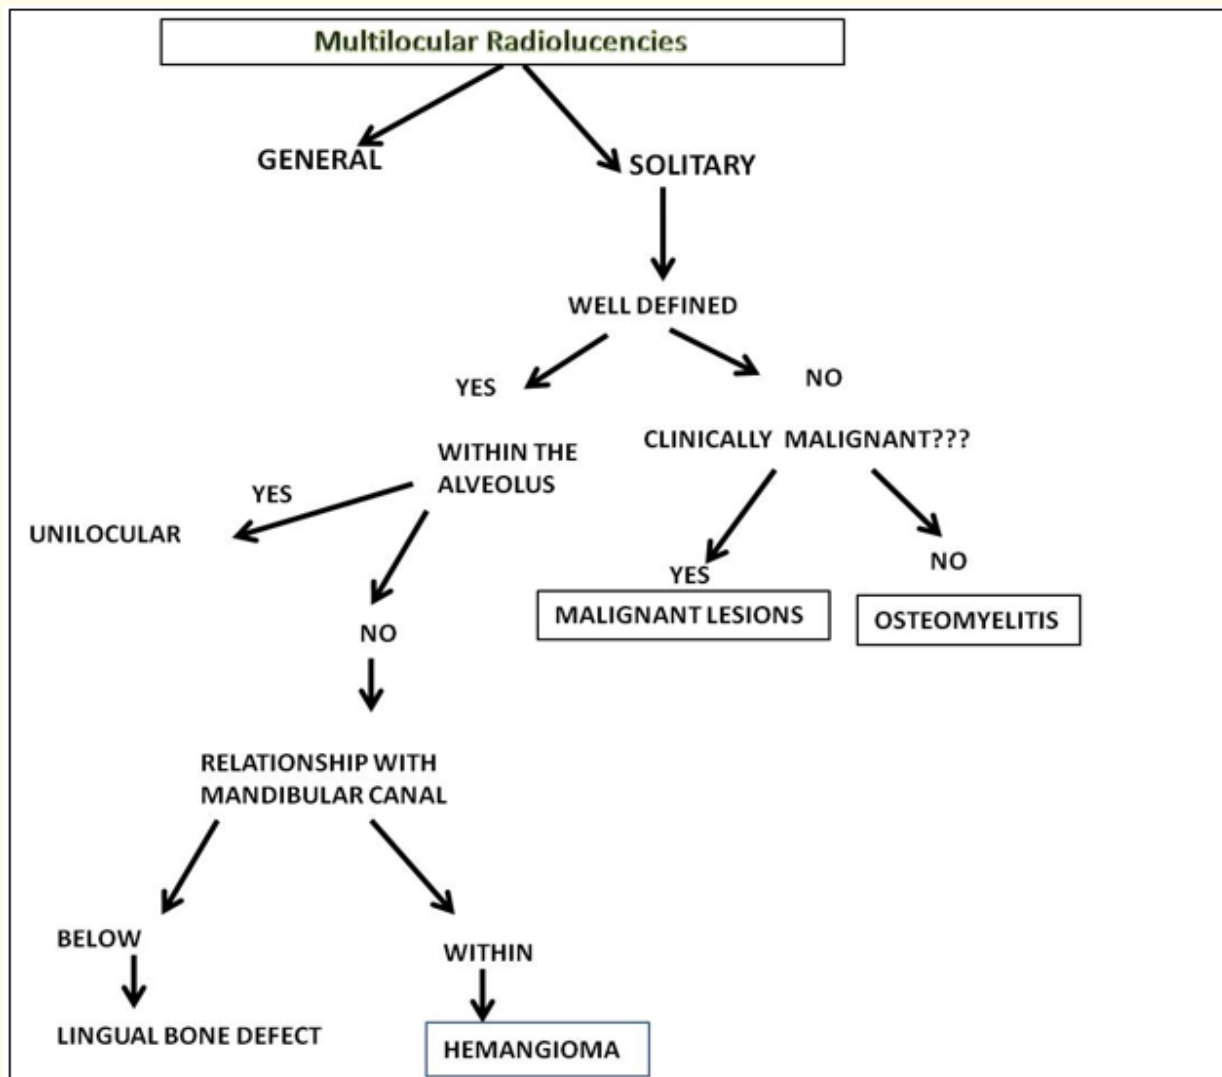 Multilocular Radiolucencies
GENERAL
SOLITARY
WELL DEFINED
YES
NO
WITHIN THE
ALVEOLUS
CLINICALLY MALIGNANT???
YES
UNILOCULAR
NO
YES
NO
MALIGNANT LESIONS
OSTEOMYELITIS
RELATIONSHIP WITH
MANDIBULAR CANAL
BELOW
WITHIN
LINGUAL BONE DEFECT
HEMANGIOMA